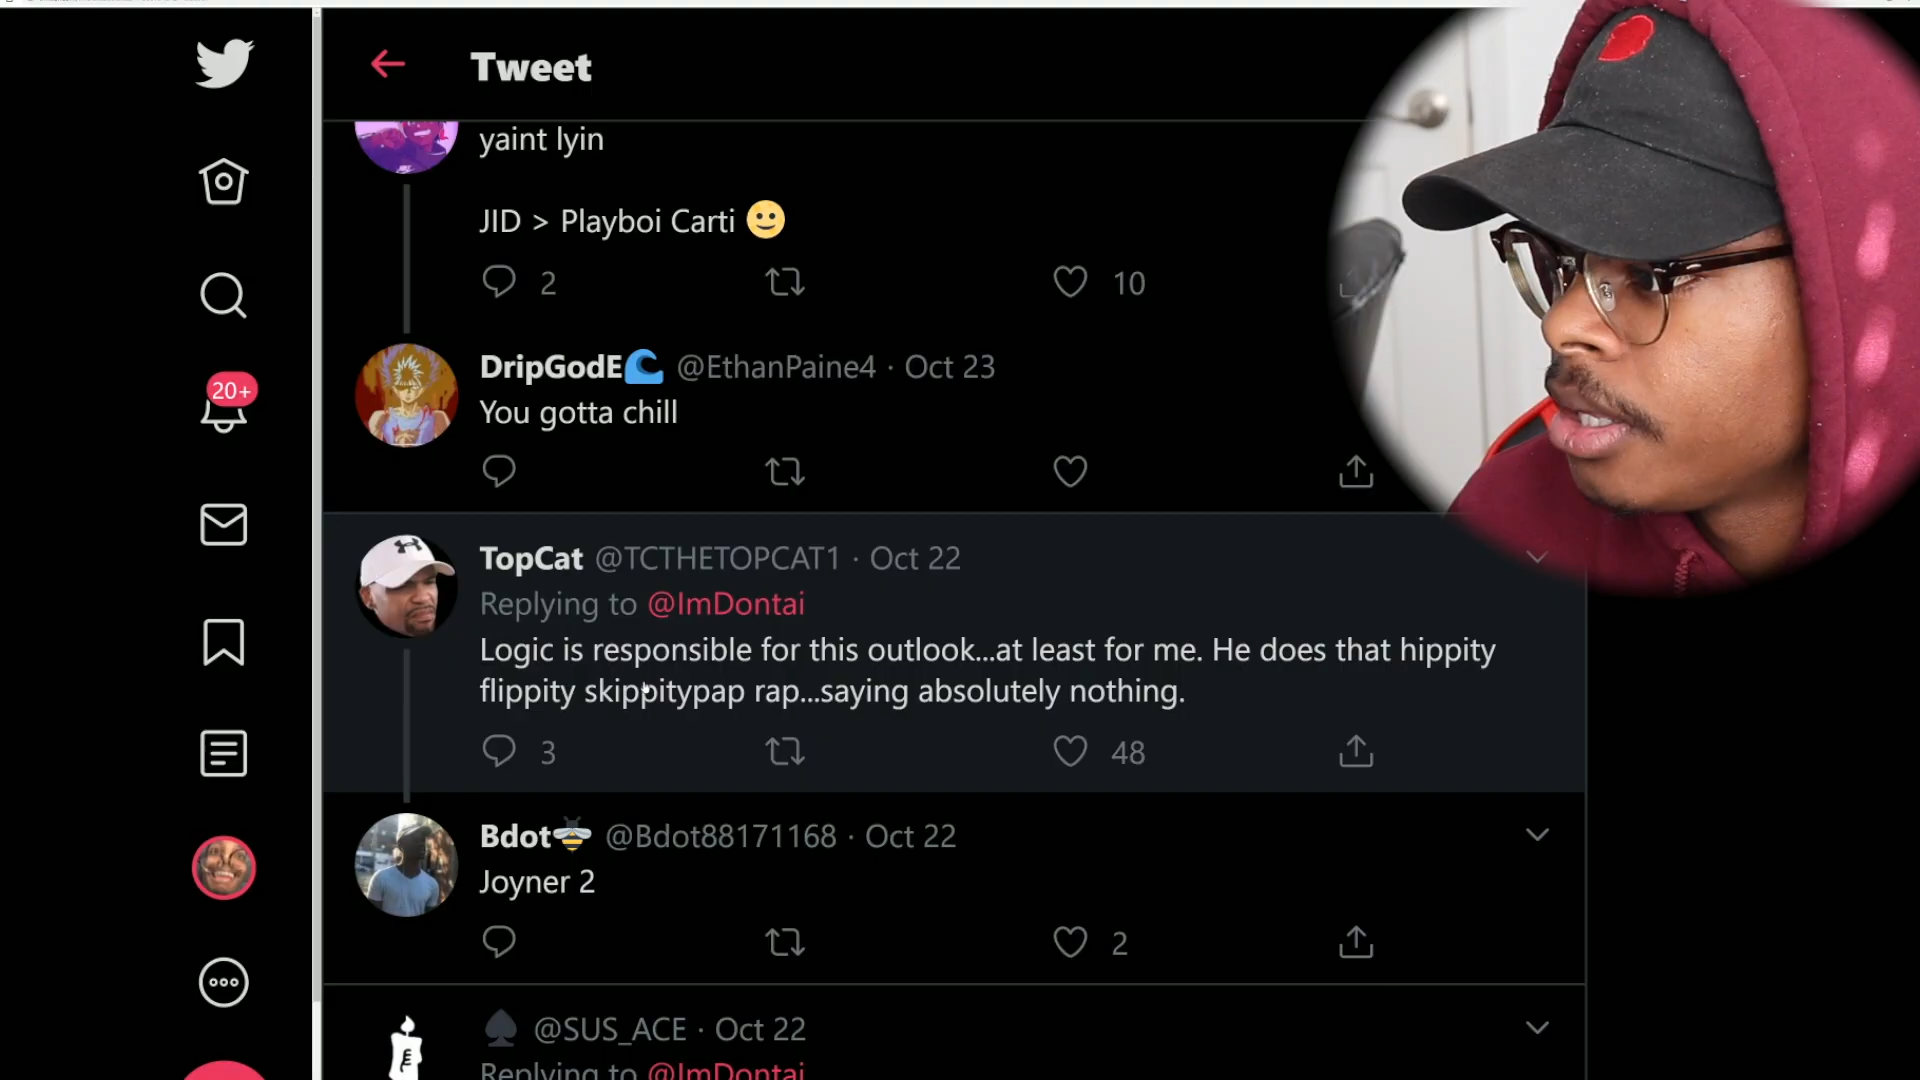 Tweet
yaint lyin
JID > Playboi Carti 🙂
2 10
DripGodE🌊 @EthanPaine4 · Oct 23
You gotta chill
20+
TopCat @TCTHETOPCAT1 · Oct 22
Replying to @ImDontai
Logic is responsible for this outlook...at least for me. He does that hippity
flippity skippitypap rap...saying absolutely nothing.
3 48
Bdot🐝 @Bdot88171168 · Oct 22
Joyner 2
2
♠ @SUS_ACE · Oct 22
Replying to @ImDontai